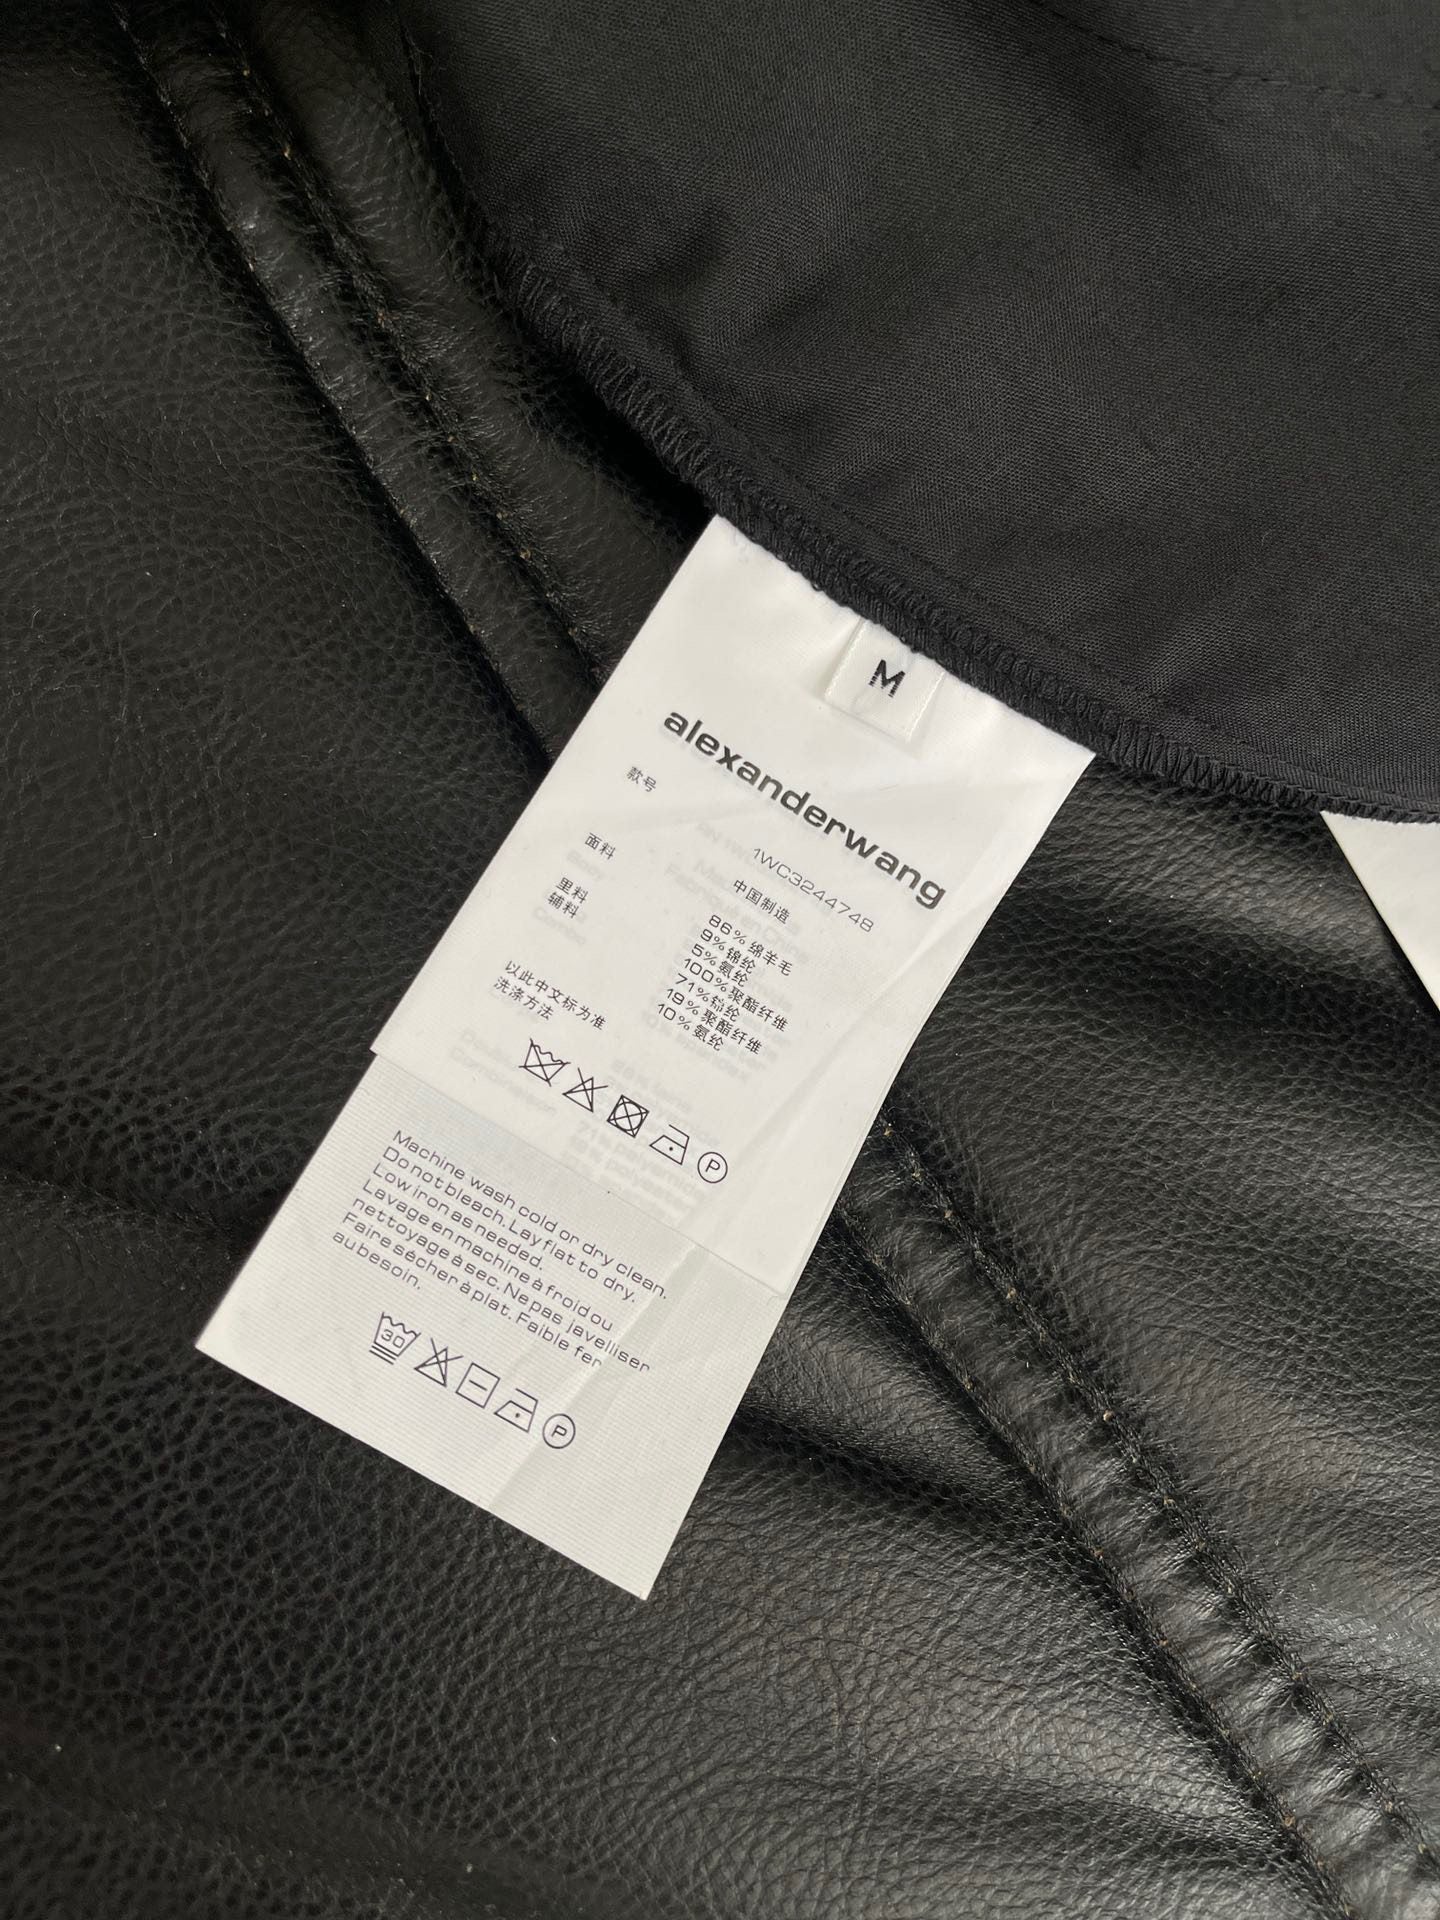 M
alexanderwang
款号 1WC3244748
中国制造
面料 86% 绵羊毛
9% 锦纶
5% 氨纶
里料 100% 聚酯纤维
辅料 71% 锦纶
19% 聚酯纤维
10% 氨纶
以此中文标为准
洗涤方法
P
Machine wash cold or dry clean.
Do not bleach. Lay flat to dry.
Low iron as needed.
Lavage en machine à froid ou
nettoyage à sec. Ne pas javelliser
Faire sécher à plat. Faible fer
au besoin.
30
P